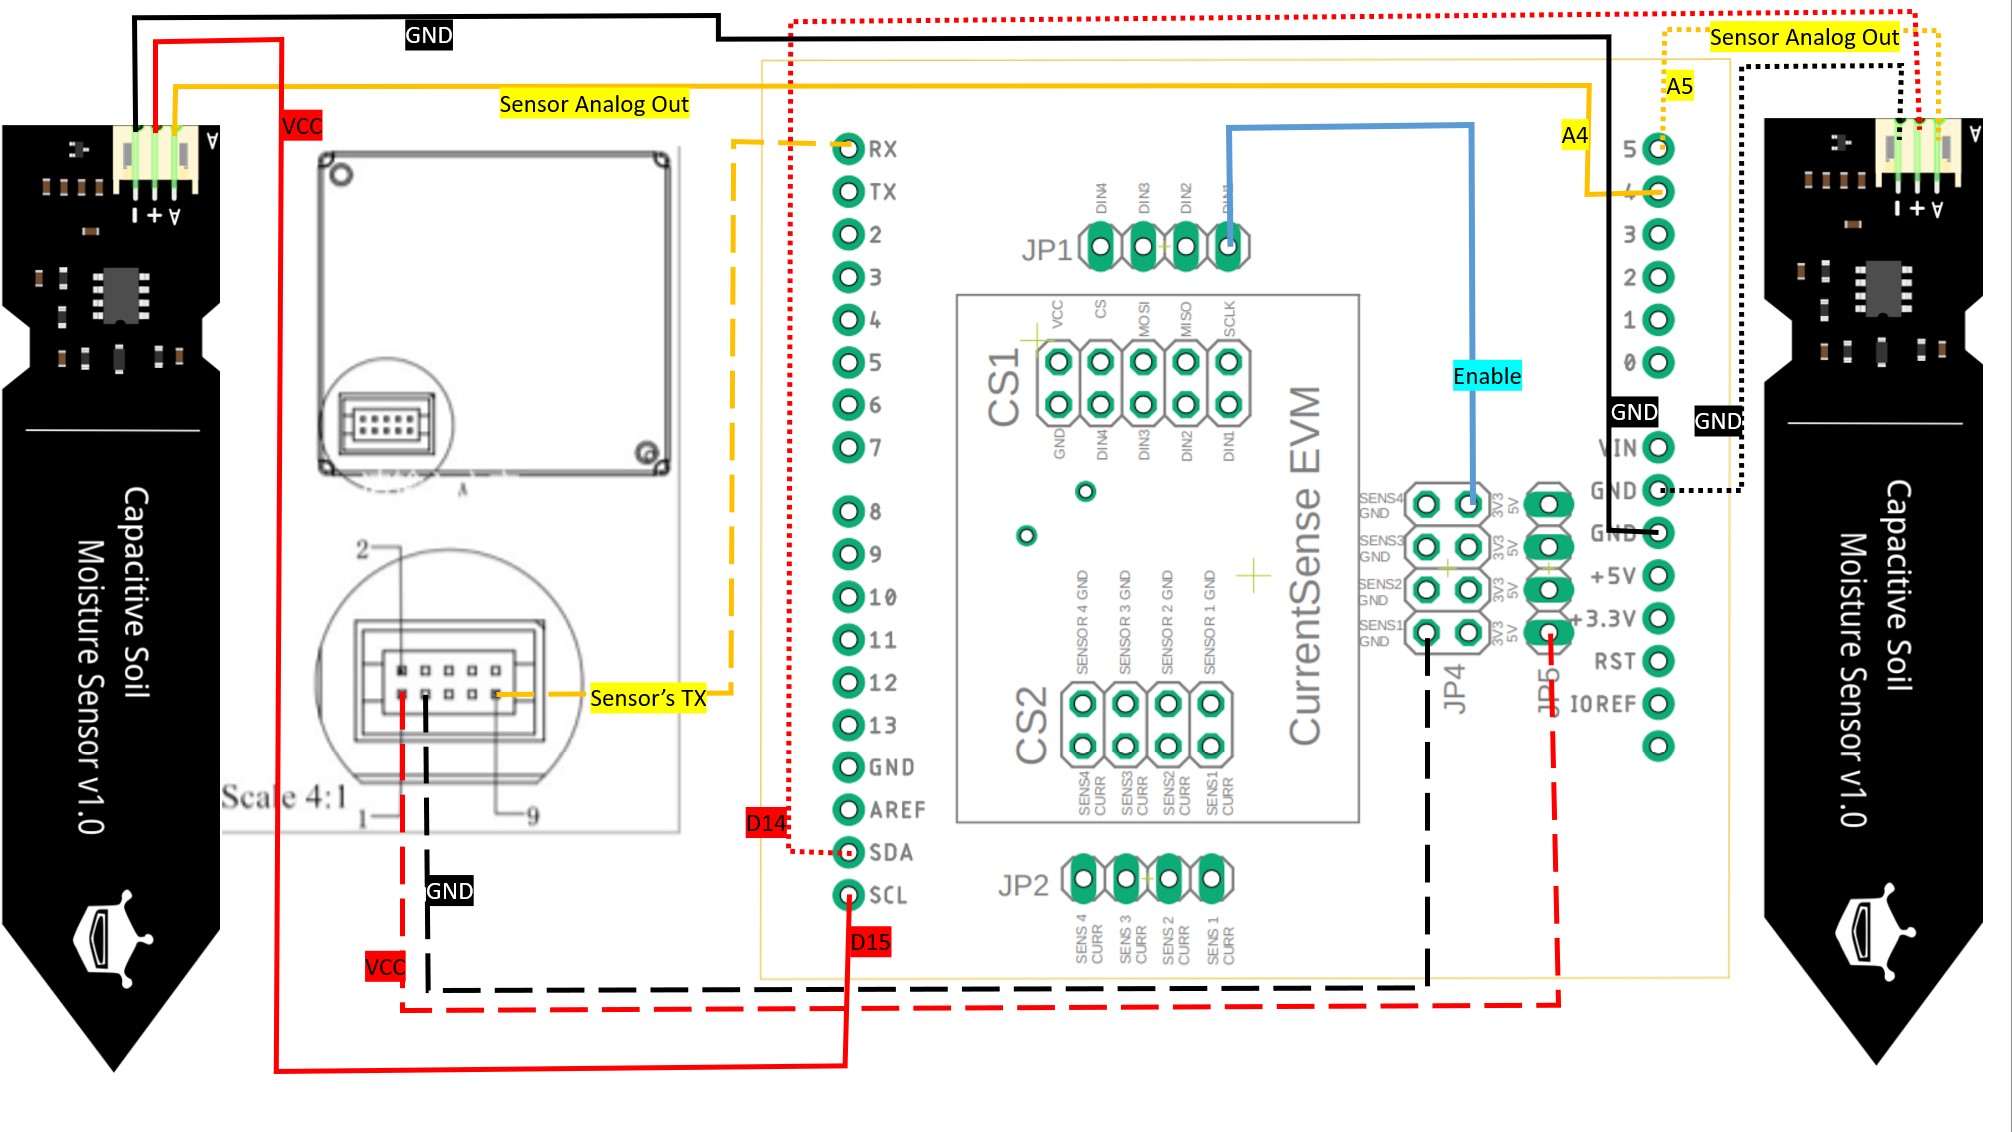 GND
Sensor Analog Out
VCC
Sensor Analog Out
A5
A4
A
- + A
Capacitive Soil
Moisture Sensor v1.0
A
2
Scale 4:1
1
9
Sensor's TX
GND
VCC
RX
TX
2
3
4
5
6
7
8
9
10
11
12
13
GND
AREF
SDA
SCL
D14
D15
DIN4
DIN3
DIN2
DIN1
JP1
VCC
CS
MOSI
MISO
SCLK
CS1
GND
DIN4
DIN3
DIN2
DIN1
CurrentSense EVM
SENSOR 4 GND
SENSOR 3 GND
SENSOR 2 GND
SENSOR 1 GND
CS2
SENS4 CURR
SENS3 CURR
SENS2 CURR
SENS1 CURR
JP2
SENS 4 CURR
SENS 3 CURR
SENS 2 CURR
SENS 1 CURR
Enable
SENS4 GND
3V3
5V
SENS3 GND
3V3
5V
SENS2 GND
3V3
5V
SENS1 GND
3V3
5V
JP4
JP5
5
4
3
2
1
0
GND
GND
VIN
GND
GND
+5V
+3.3V
RST
IOREF
A
- + A
Capacitive Soil
Moisture Sensor v1.0